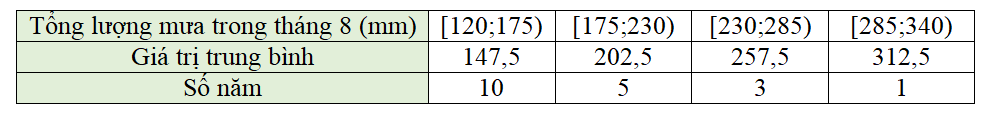 Tổng lượng mưa trong tháng 8 (mm) [120;175) [175;230) [230;285) [285;340)
Giá trị trung bình 147,5 202,5 257,5 312,5
Số năm 10 5 3 1